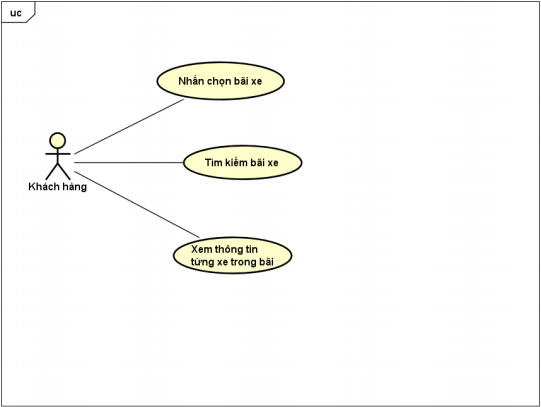 uc
Nhấn chọn bãi xe
Tìm kiếm bãi xe
Khách hàng
Xem thông tin
từng xe trong bãi